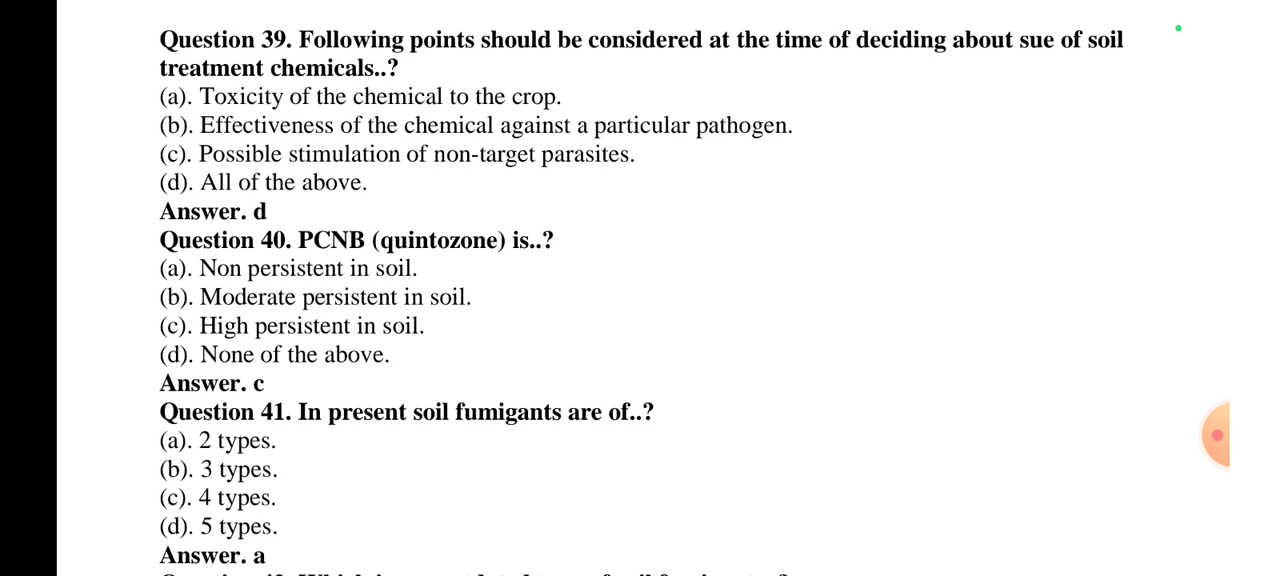 Question 39. Following points should be considered at the time of deciding about sue of soil
treatment chemicals..?
(a). Toxicity of the chemical to the crop.
(b). Effectiveness of the chemical against a particular pathogen.
(c). Possible stimulation of non-target parasites.
(d). All of the above.
Answer. d
Question 40. PCNB (quintozone) is..?
(a). Non persistent in soil.
(b). Moderate persistent in soil.
(c). High persistent in soil.
(d). None of the above.
Answer. c
Question 41. In present soil fumigants are of..?
(a). 2 types.
(b). 3 types.
(c). 4 types.
(d). 5 types.
Answer. a